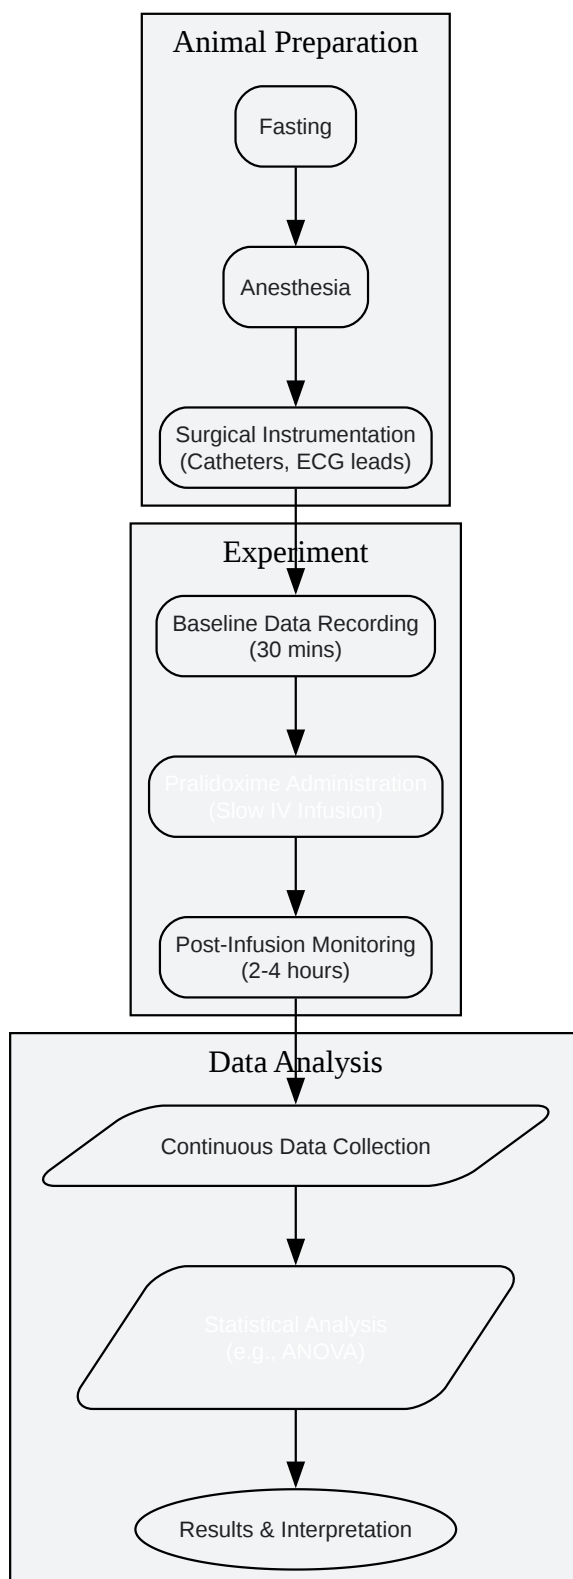 Animal Preparation
Fasting
Anesthesia
Surgical Instrumentation
(Catheters, ECG leads)
Experiment
Baseline Data Recording
(30 mins)
Pralidoxime Administration
(Slow IV Infusion)
Post-Infusion Monitoring
(2-4 hours)
Data Analysis
Continuous Data Collection
Statistical Analysis
(e.g., ANOVA)
Results & Interpretation